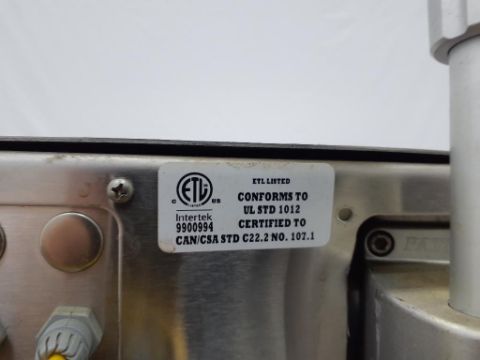 ETL LISTED
ETL
C US
Intertek
9900994
CONFORMS TO
UL STD 1012
CERTIFIED TO
CAN/CSA STD C22.2 NO. 107.1